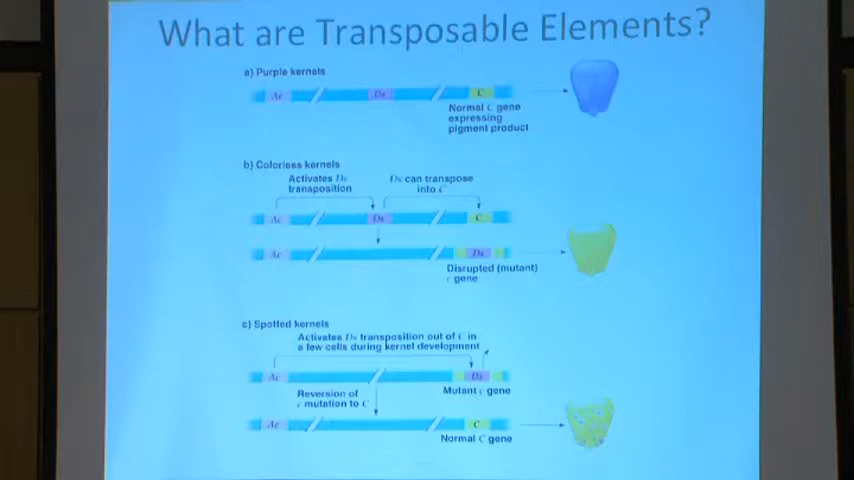 What are Transposable Elements?
a) Purple kernels
Ac Ds C
Normal C gene
expressing
pigment product
b) Colorless kernels
Activates Ds
transposition
Ds can transpose
into C
Ac Ds C
Ac Ds
Disrupted (mutant)
c gene
c) Spotted kernels
Activates Ds transposition out of C in
a few cells during kernel development
Ac Ds
Reversion of
c mutation to C
Mutant c gene
Ac C
Normal C gene